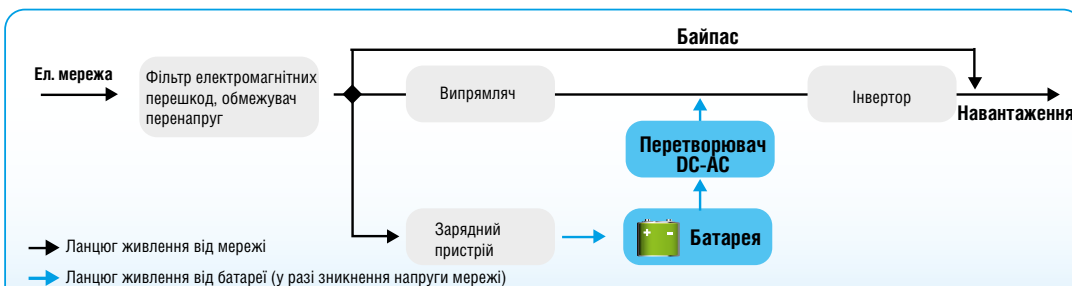 Байпас
Ел. мережа
Фільтр електромагнітних
перешкод, обмежувач
перенапруг
Випрямляч
Інвертор
Навантаження
Перетворювач
DC-AC
Зарядний
пристрій
+ -
Батарея
Ланцюг живлення від мережі
Ланцюг живлення від батареї (у разі зникнення напруги мережі)